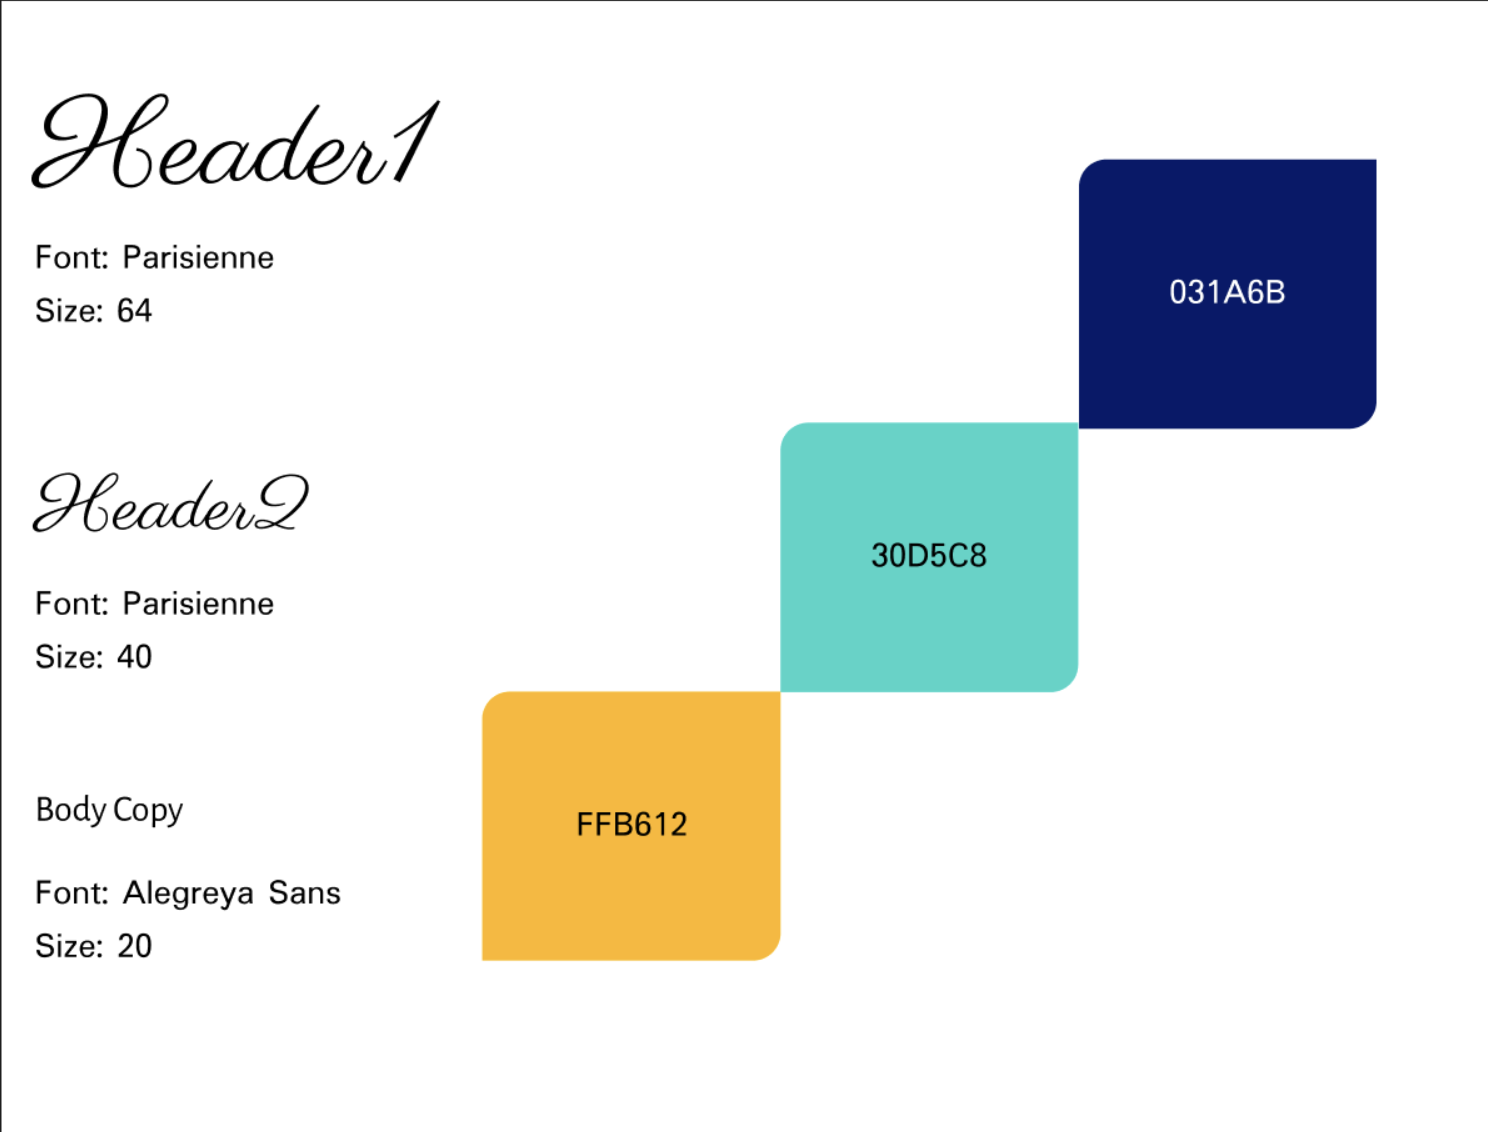 Header1
Font: Parisienne
Size: 64
031A6B
Header2
Font: Parisienne
Size: 40
30D5C8
Body Copy
Font: Alegreya Sans
Size: 20
FFB612